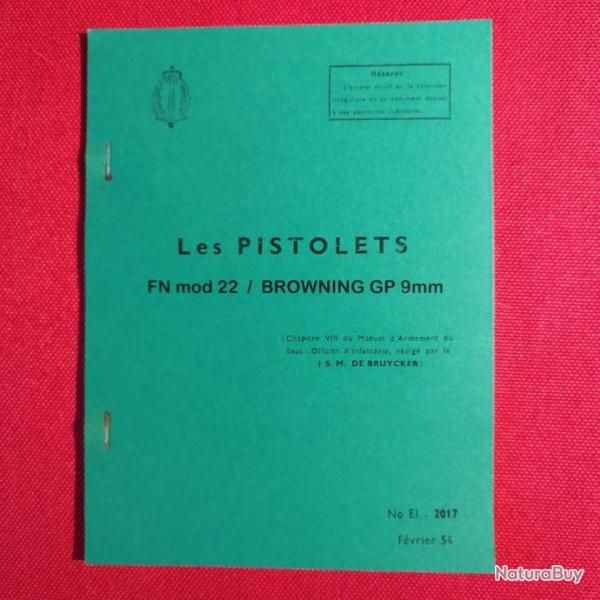 Réservé
L'emploi abusif ou la détention
irrégulière de ce document expose
à des poursuites judiciaires.
Les PiSTOLETS
FN mod 22 / BROWNING GP 9mm
(Chapitre VIII du Manuel d'Armement du
Sous-Officier d'Infanterie, rédigé par le
1 S. M. DE BRUYCKER)
No EI - 2017
Février 54
NaturaBuy